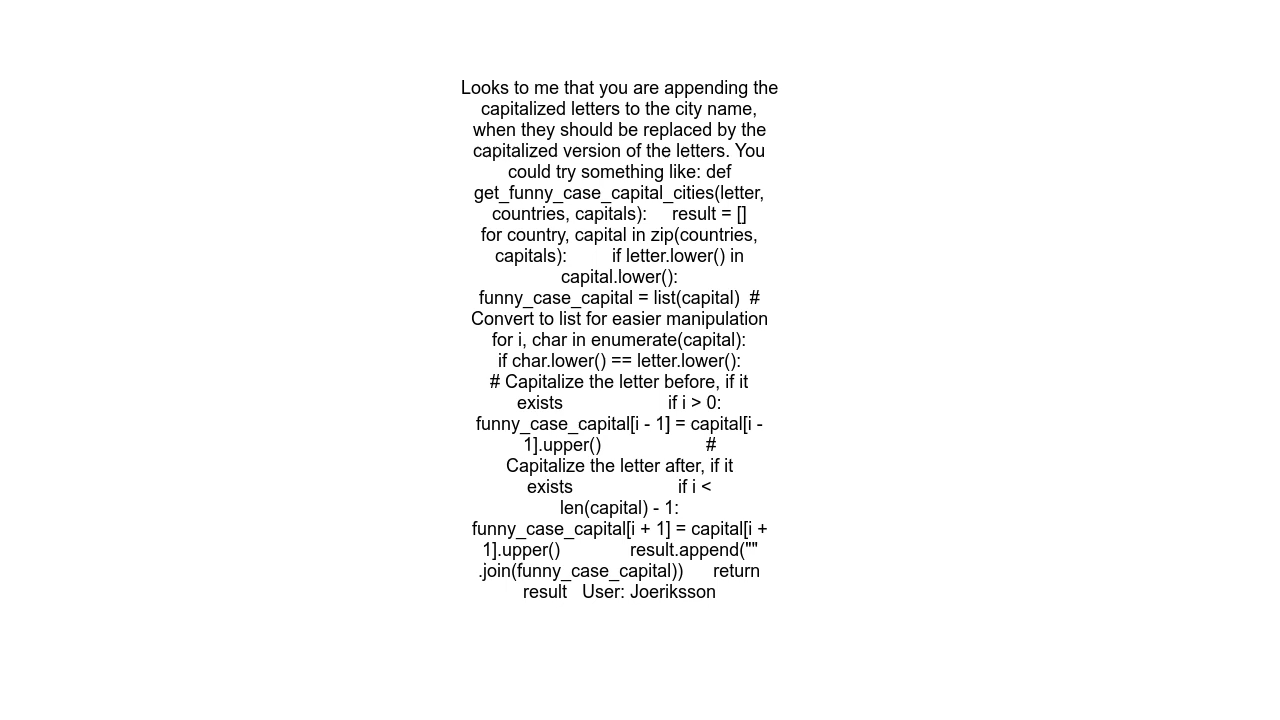 Looks to me that you are appending the
capitalized letters to the city name,
when they should be replaced by the
capitalized version of the letters. You
could try something like: def
get_funny_case_capital_cities(letter,
countries, capitals):     result = []
for country, capital in zip(countries,
capitals):         if letter.lower() in
capital.lower():
funny_case_capital = list(capital)  #
Convert to list for easier manipulation
for i, char in enumerate(capital):
if char.lower() == letter.lower():
# Capitalize the letter before, if it
exists                     if i > 0:
funny_case_capital[i - 1] = capital[i -
1].upper()                     #
Capitalize the letter after, if it
exists                     if i <
len(capital) - 1:
funny_case_capital[i + 1] = capital[i +
1].upper()              result.append(""
.join(funny_case_capital))      return
result   User: Joeriksson